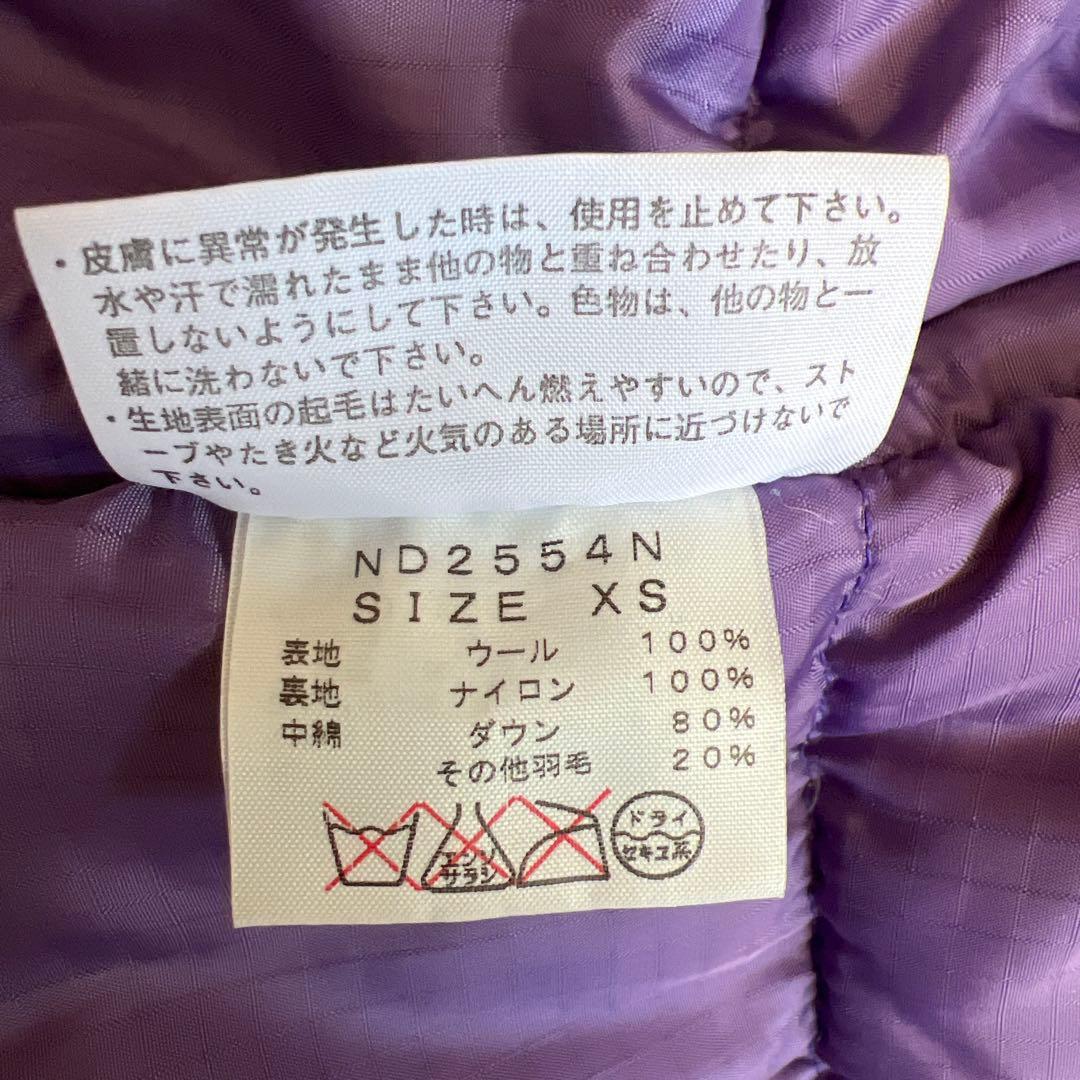 ・皮膚に異常が発生した時は、使用を止めて下さい。
水や汗で濡れたまま他の物と重ね合わせたり、放
置しないようにして下さい。色物は、他の物と一
緒に洗わないで下さい。
・生地表面の起毛はたいへん燃えやすいので、スト
ーブやたき火など火気のある場所に近づけないで
下さい。
ND2554N
SIZE XS
表地 ウール 100%
裏地 ナイロン 100%
中綿 ダウン 80%
その他羽毛 20%
エンソ
サラシ
ドライ
セキユ系